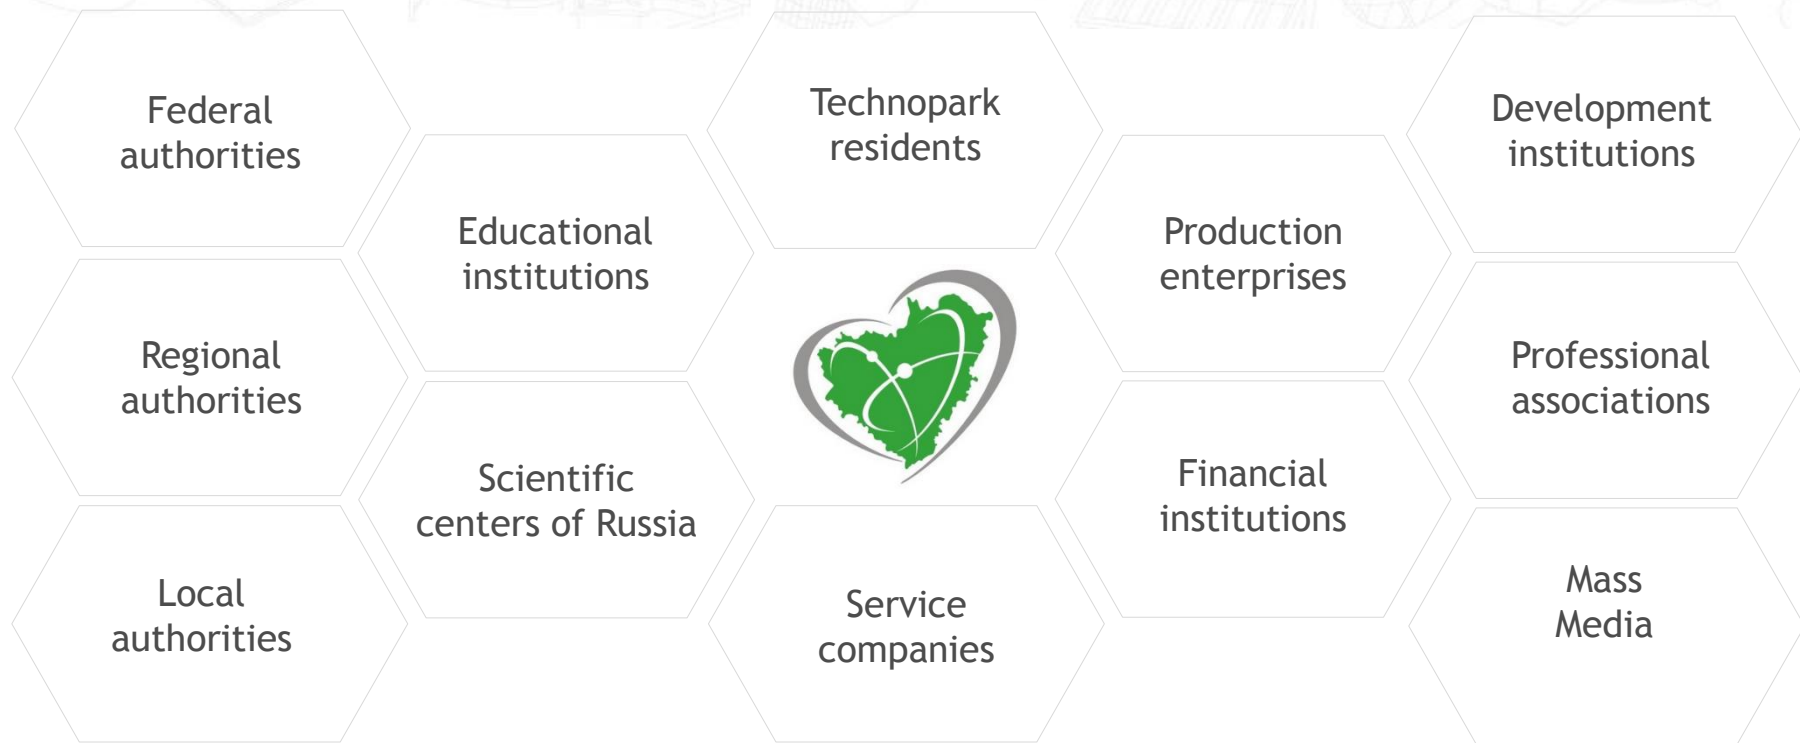 Federal
authorities
Technopark
residents
Development
institutions
Educational
institutions
Production
enterprises
Regional
authorities
Professional
associations
Scientific
centers of Russia
Financial
institutions
Local
authorities
Service
companies
Mass
Media